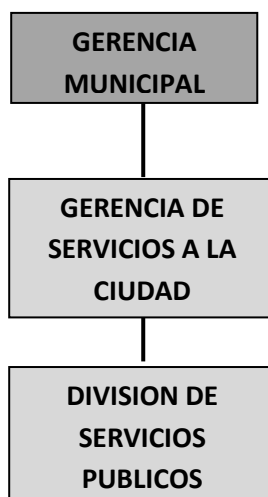 GERENCIA
MUNICIPAL
GERENCIA DE
SERVICIOS A LA
CIUDAD
DIVISION DE
SERVICIOS
PUBLICOS